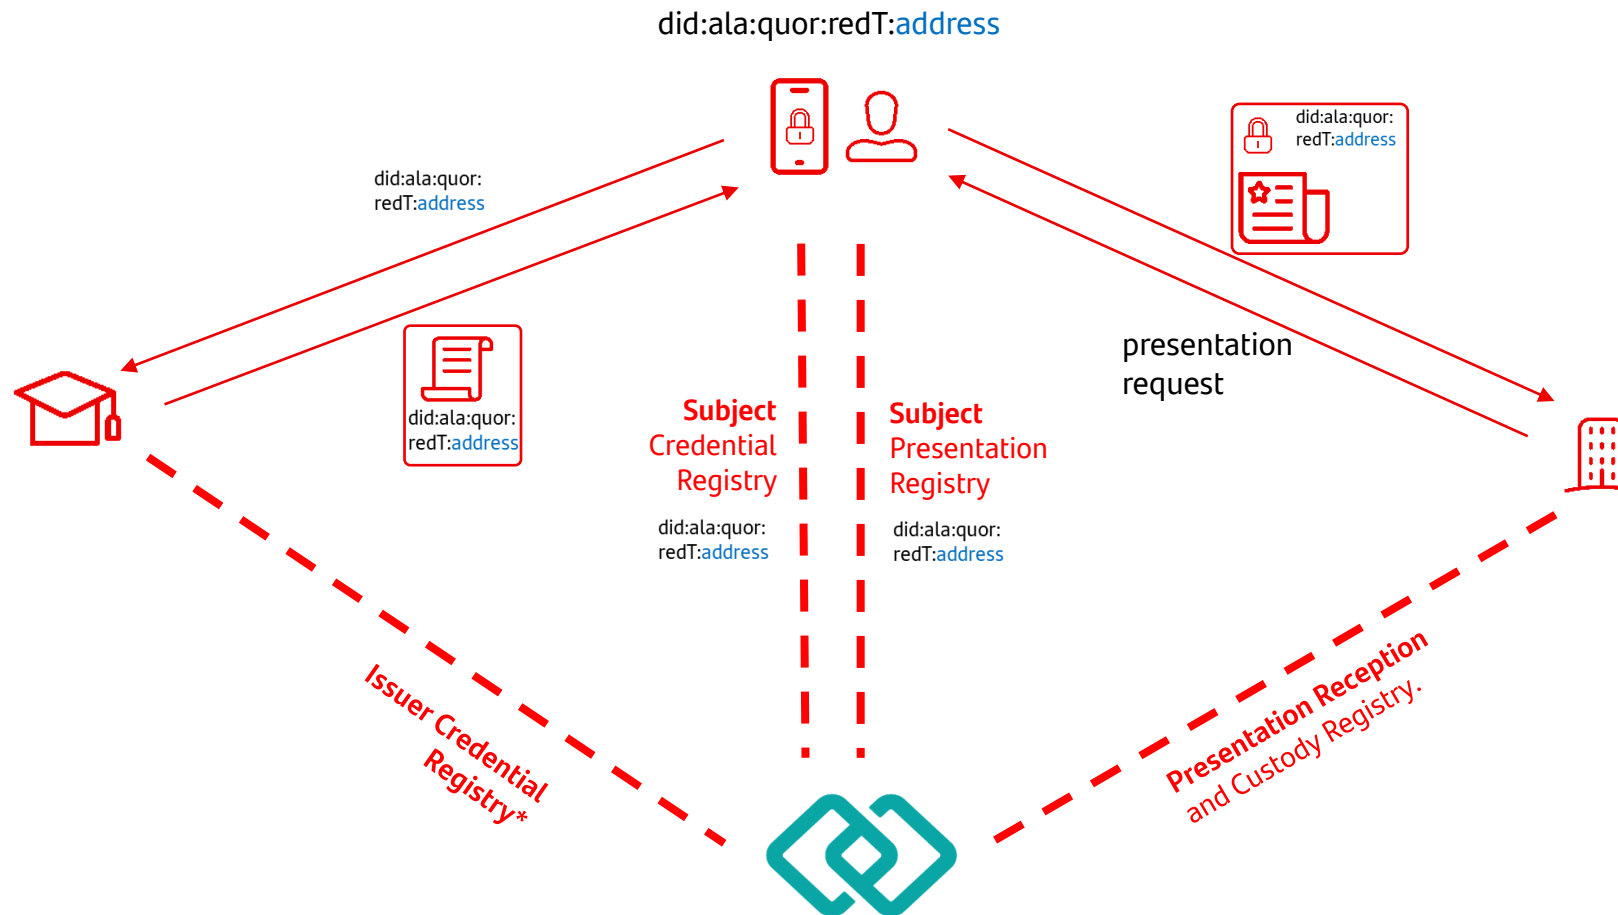 did:ala:quor:redT:address
did:ala:quor:
redT:address
did:ala:quor:
redT:address
did:ala:quor:
redT:address
presentation
request
Subject
Credential
Registry
did:ala:quor:
redT:address
Subject
Presentation
Registry
did:ala:quor:
redT:address
Issuer Credential
Registry*
Presentation Reception
and Custody Registry.